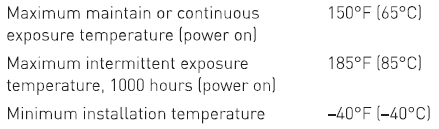 Maximum maintain or continuous 150°F (65°C)
exposure temperature (power on)
Maximum intermittent exposure 185°F (85°C)
temperature, 1000 hours (power on)
Minimum installation temperature –40°F (–40°C)